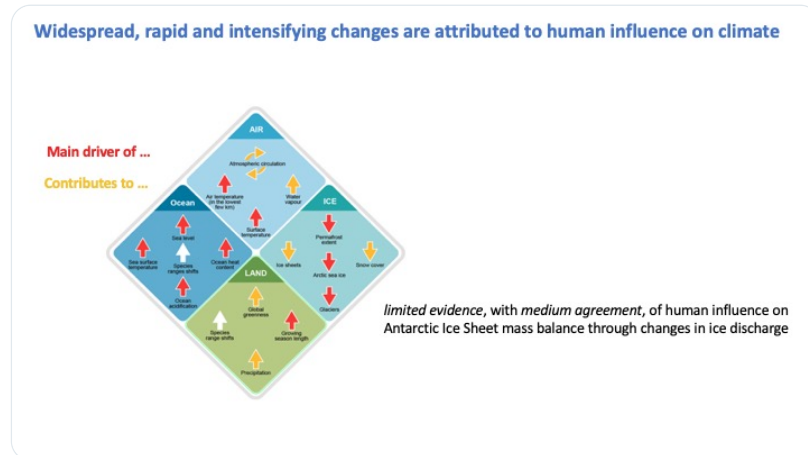 Widespread, rapid and intensifying changes are attributed to human influence on climate
Main driver of ...
Contributes to ...
AIR
Atmospheric circulation
Air temperature
(in the lowest
few km)
Water
vapour
Surface
temperature
Ocean
Sea level
Sea surface
temperature
Species
ranges shifts
Ocean heat
content
Ocean
acidification
ICE
Permafrost
extent
Ice sheets
Arctic sea ice
Snow cover
Glaciers
LAND
Global
greenness
Species
range shifts
Growing
season length
Precipitation
limited evidence, with medium agreement, of human influence on
Antarctic Ice Sheet mass balance through changes in ice discharge